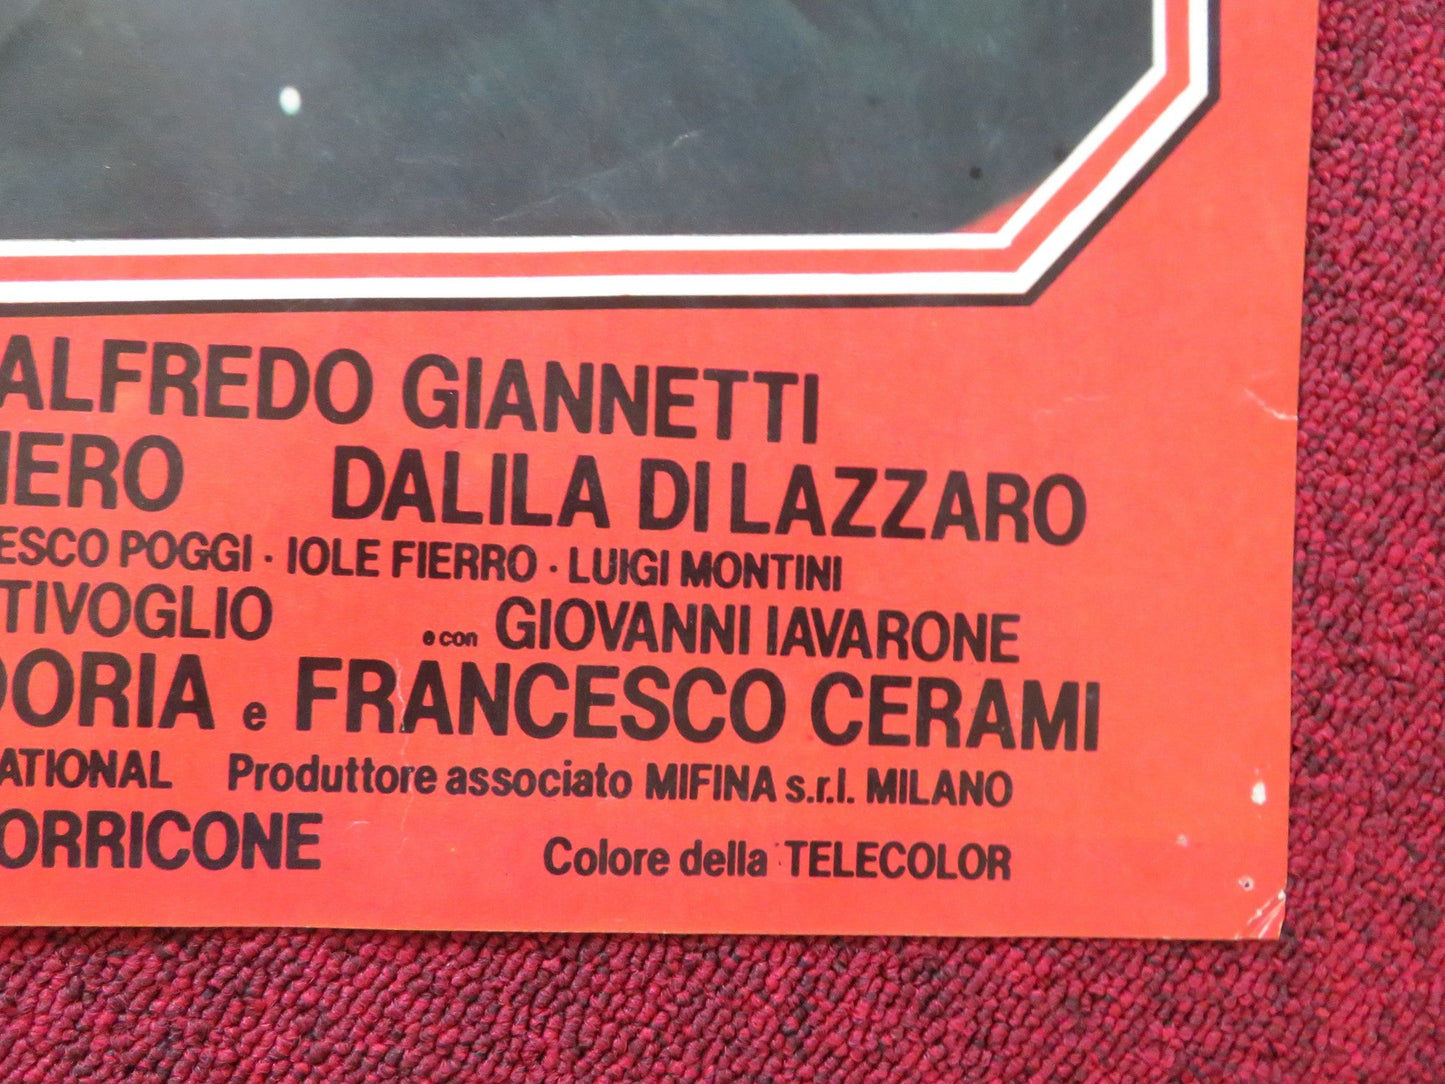 ALFREDO GIANNETTI
IERO DALILA DI LAZZARO
ESCO POGGI · IOLE FIERRO · LUIGI MONTINI
TIVOGLIO e con GIOVANNI IAVARONE
DORIA e FRANCESCO CERAMI
ATIONAL Produttore associato MIFINA s.r.l. MILANO
ORRICONE Colore della TELECOLOR